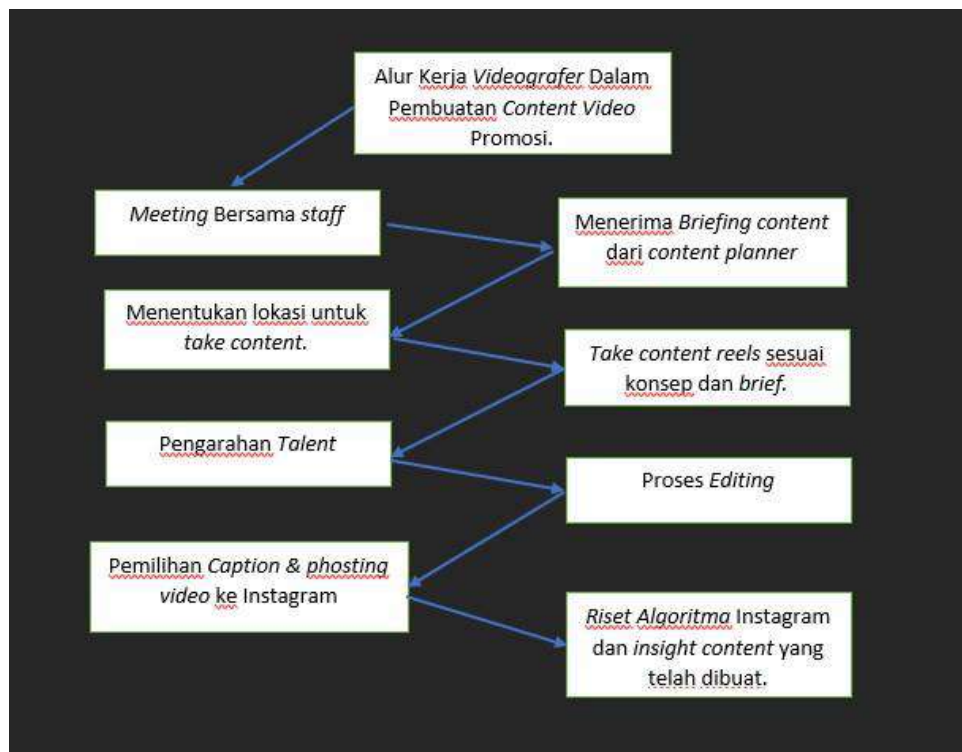 Alur Kerja Videografer Dalam
Pembuatan Content Video
Promosi.
Meeting Bersama staff
Menerima Briefing content
dari content planner
Menentukan lokasi untuk
take content.
Take content reels sesuai
konsep dan brief.
Pengarahan Talent
Proses Editing
Pemilihan Caption & phosting
video ke Instagram
Riset Algoritma Instagram
dan insight content yang
telah dibuat.